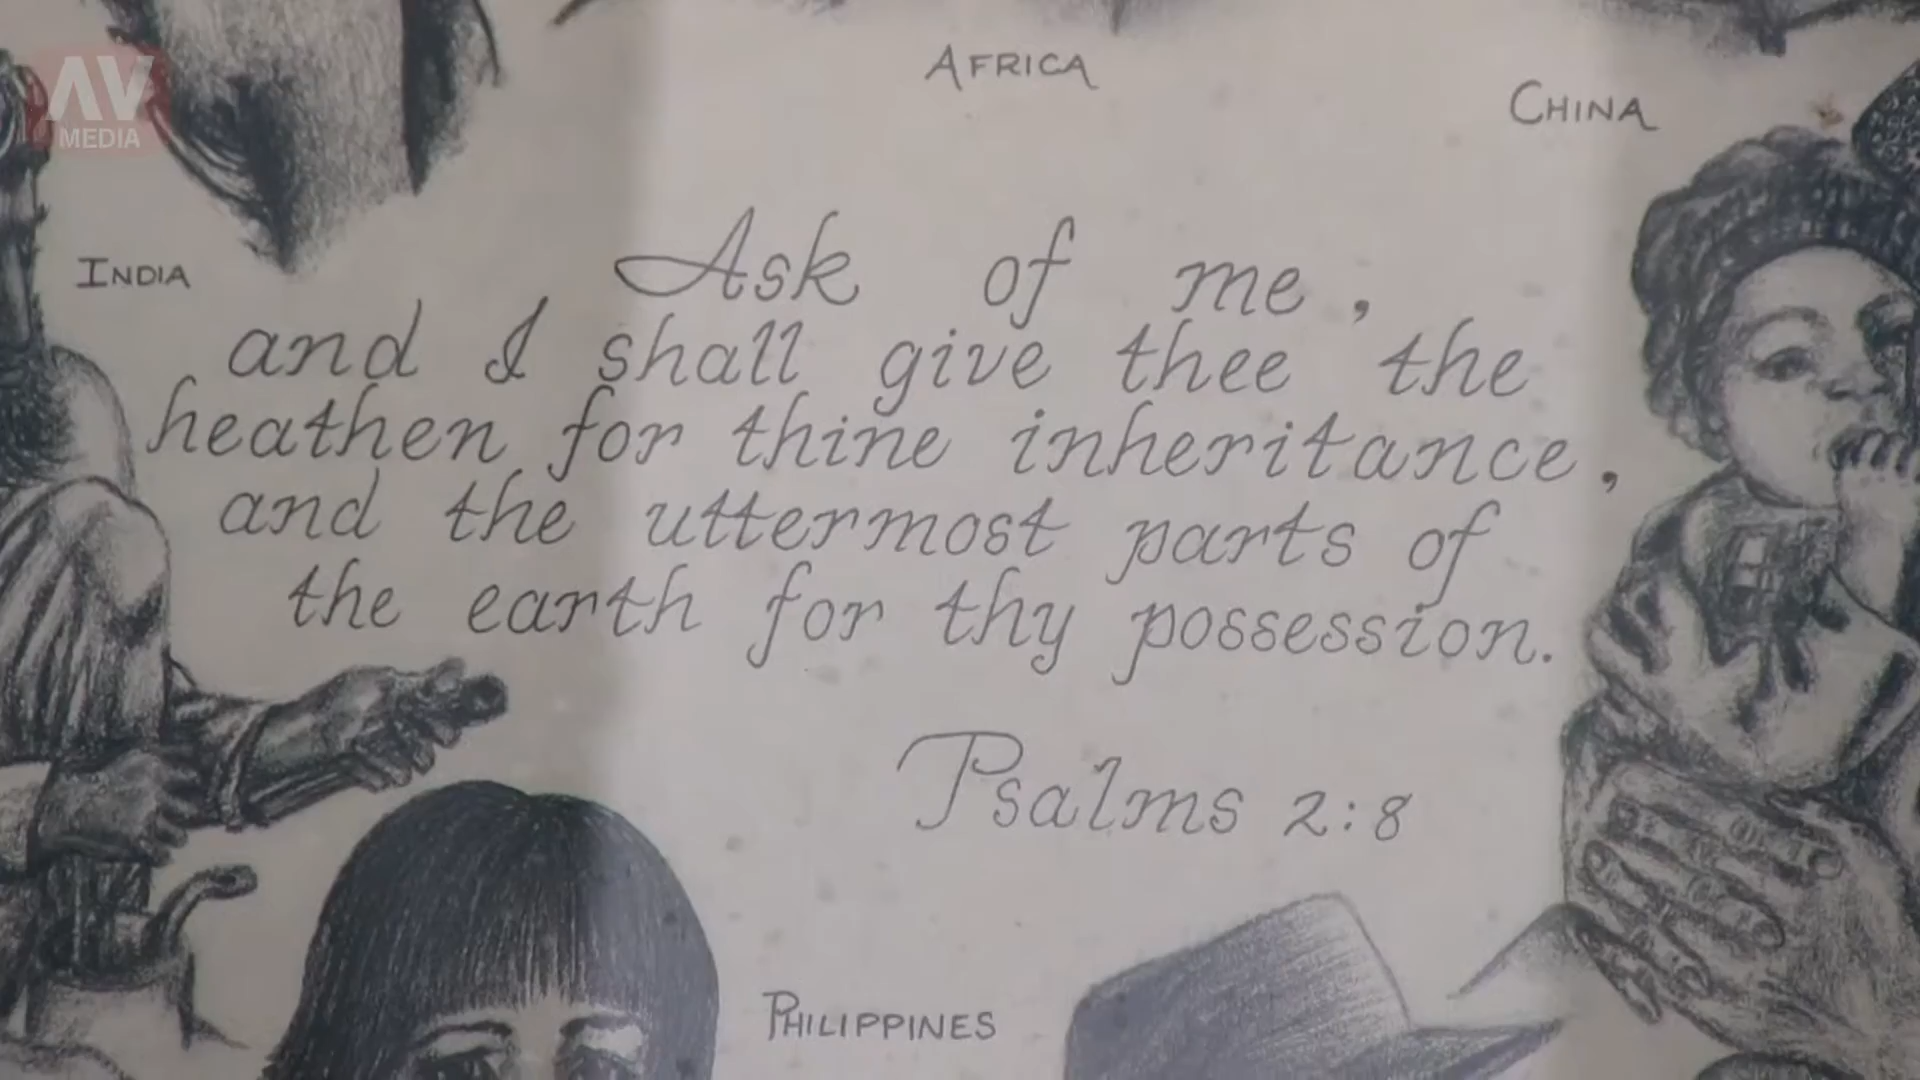 AV
MEDIA
AFRICA
CHINA
INDIA
Ask of me,
and I shall give thee the
heathen for thine inheritance,
and the uttermost parts of
the earth for thy possession.
Psalms 2:8
PHILIPPINES